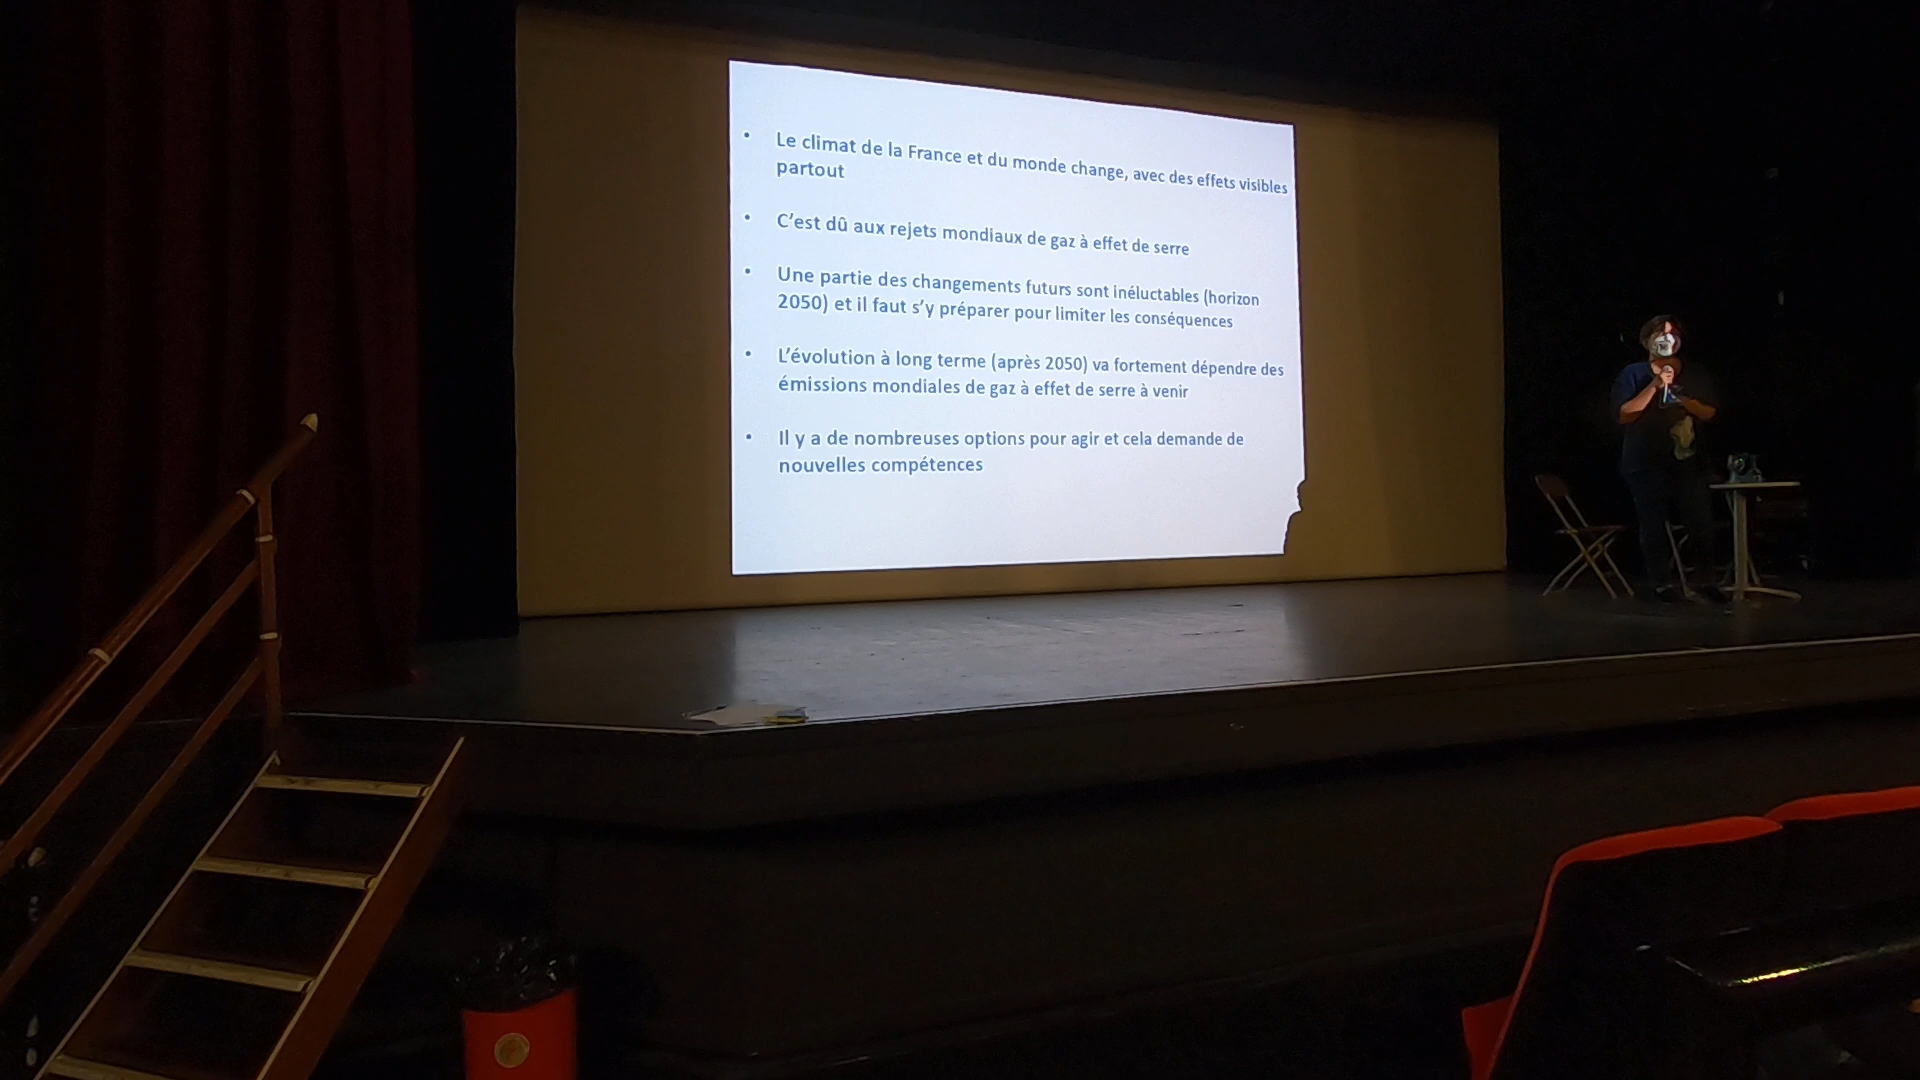 • Le climat de la France et du monde change, avec des effets visibles
partout
• C'est dû aux rejets mondiaux de gaz à effet de serre
• Une partie des changements futurs sont inéluctables (horizon
2050) et il faut s'y préparer pour limiter les conséquences
• L'évolution à long terme (après 2050) va fortement dépendre des
émissions mondiales de gaz à effet de serre à venir
• Il y a de nombreuses options pour agir et cela demande de
nouvelles compétences